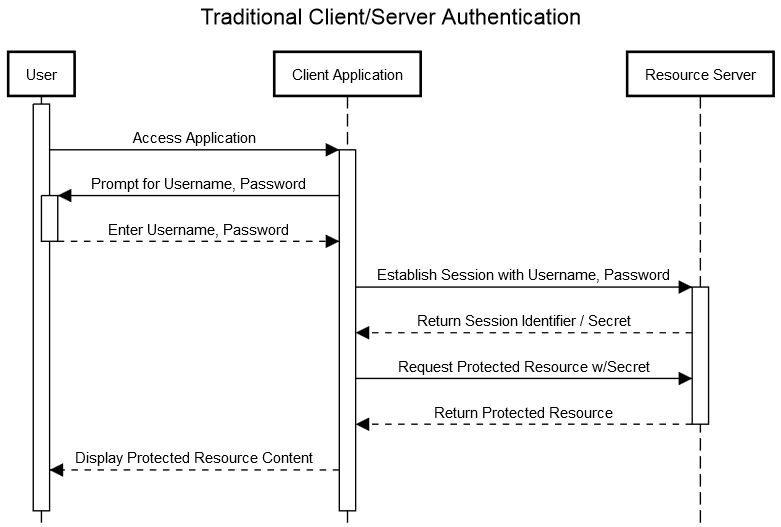 Traditional Client/Server Authentication
User
Client Application
Resource Server
Access Application
Prompt for Username, Password
Enter Username, Password
Establish Session with Username, Password
Return Session Identifier / Secret
Request Protected Resource w/Secret
Return Protected Resource
Display Protected Resource Content